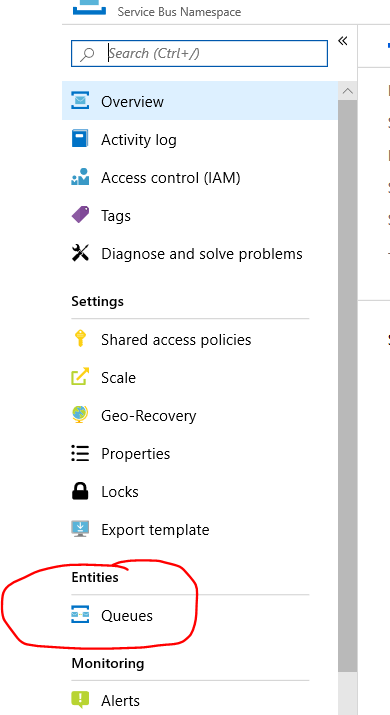 Service Bus Namespace
Search (Ctrl+/)
Overview
Activity log
Access control (IAM)
Tags
Diagnose and solve problems
Settings
Shared access policies
Scale
Geo-Recovery
Properties
Locks
Export template
Entities
Queues
Monitoring
Alerts